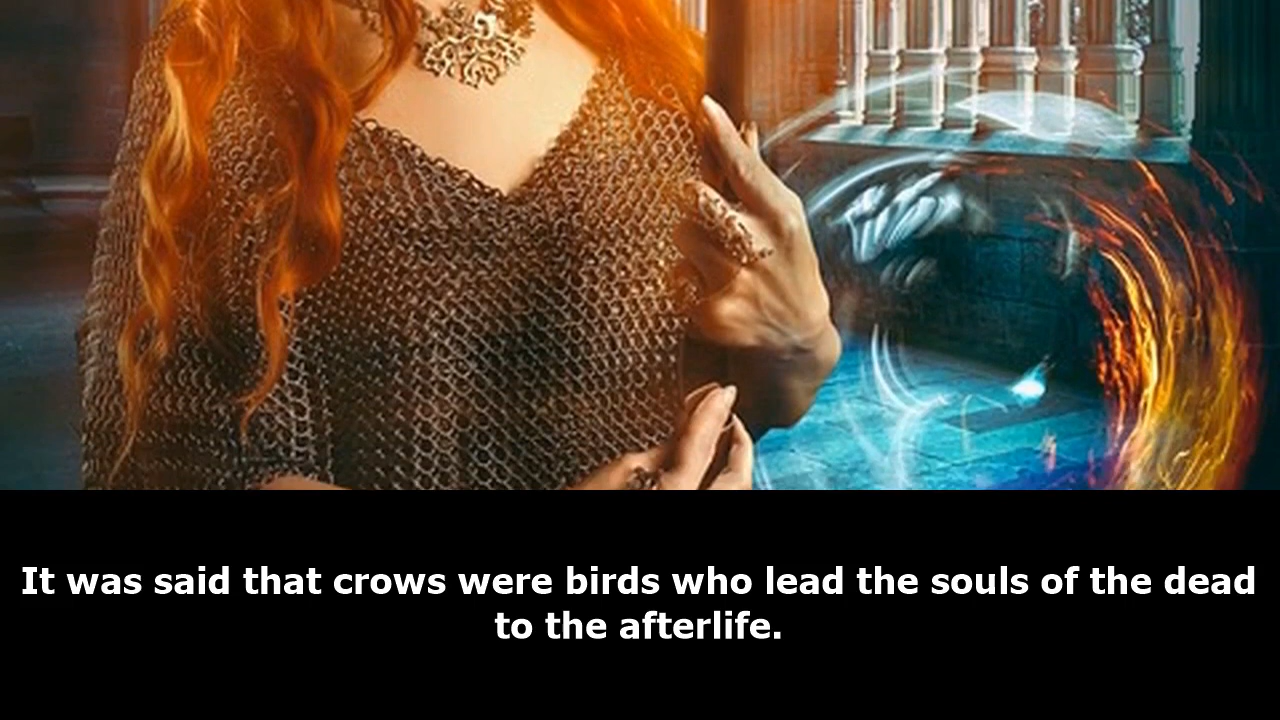 It was said that crows were birds who lead the souls of the dead
to the afterlife.